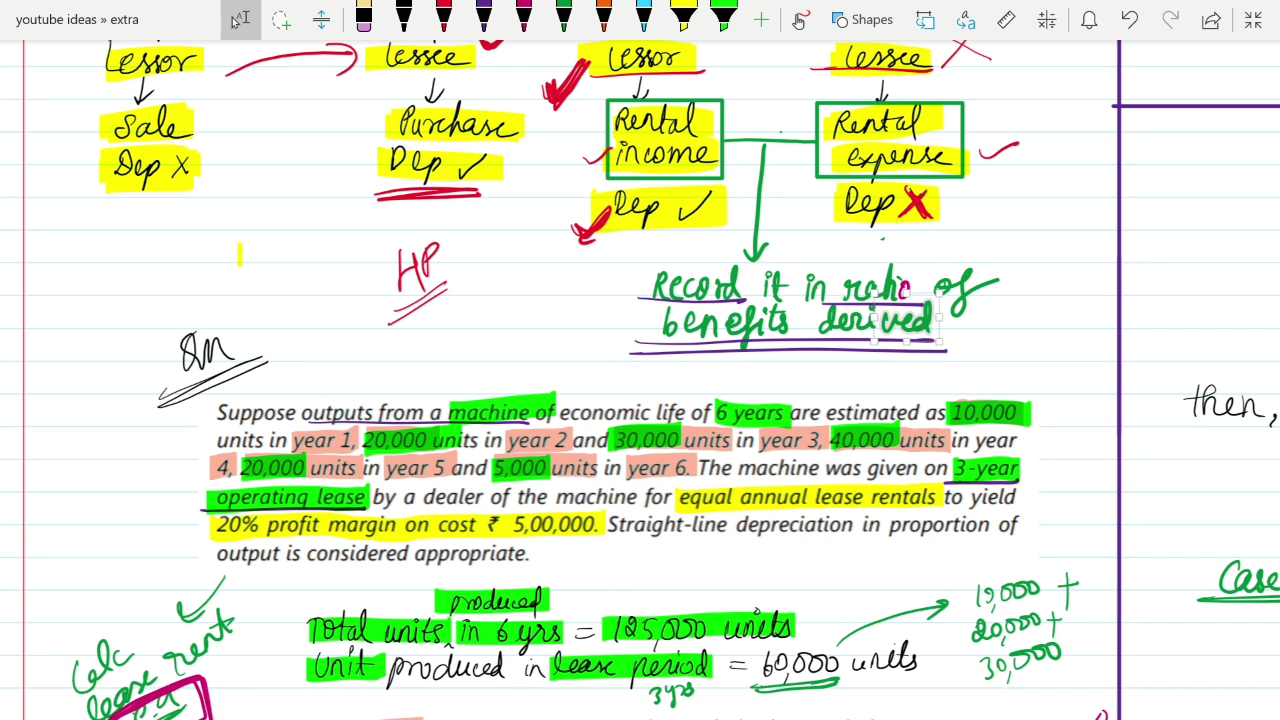 youtube ideas » extra
Shapes
Lessor
Lessee
Lessor
Lessee
Sale
Purchase
Rental
Rental
income
expense
Dep X
Dep ✓
Dep ✓
Dep X
HP
Record it in ratio of
benefits derived
then,
Suppose outputs from a machine of economic life of 6 years are estimated as 10,000
units in year 1, 20,000 units in year 2 and 30,000 units in year 3, 40,000 units in year
4, 20,000 units in year 5 and 5,000 units in year 6. The machine was given on 3-year
operating lease by a dealer of the machine for equal annual lease rentals to yield
20% profit margin on cost ₹ 5,00,000. Straight-line depreciation in proportion of
output is considered appropriate.
Case
produced
Total units in 6 yrs = 125,000 units
Unit produced in lease period = 60,000 units
3yrs
10,000 +
20,000 +
30,000
Calc
lease rent